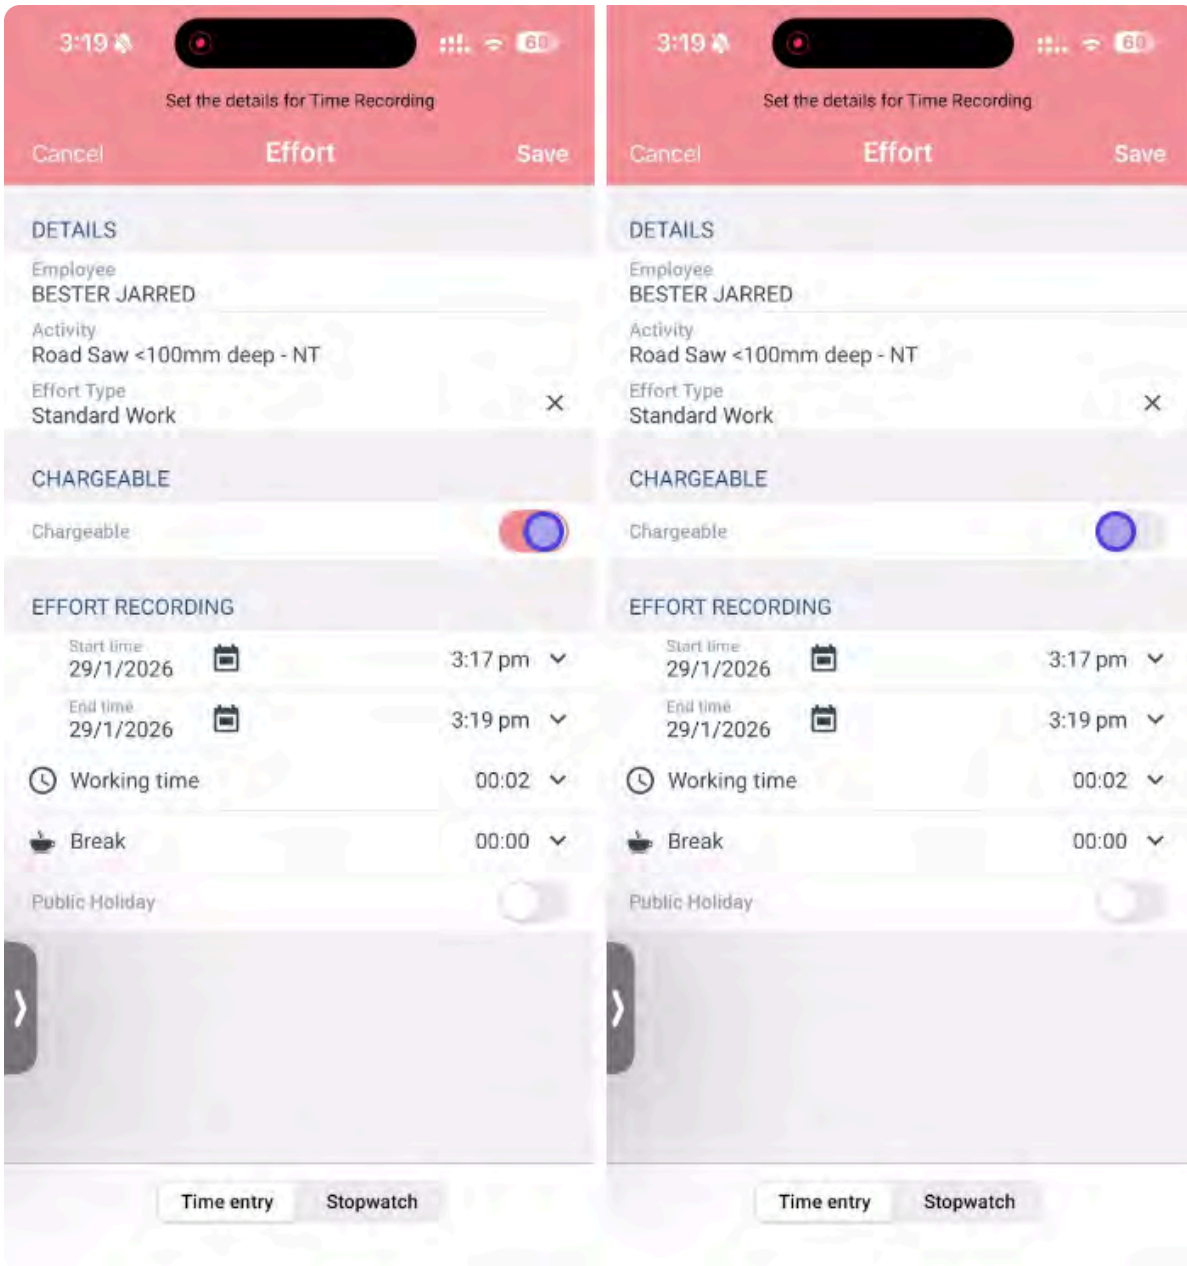 3:19
60
Set the details for Time Recording
Cancel
Effort
Save
DETAILS
Employee
BESTER JARRED
Activity
Road Saw <100mm deep - NT
Effort Type
Standard Work
CHARGEABLE
Chargeable
EFFORT RECORDING
Start time
29/1/2026
3:17 pm
End time
29/1/2026
3:19 pm
Working time
00:02
Break
00:00
Public Holiday
Time entry
Stopwatch
3:19
60
Set the details for Time Recording
Cancel
Effort
Save
DETAILS
Employee
BESTER JARRED
Activity
Road Saw <100mm deep - NT
Effort Type
Standard Work
CHARGEABLE
Chargeable
EFFORT RECORDING
Start time
29/1/2026
3:17 pm
End time
29/1/2026
3:19 pm
Working time
00:02
Break
00:00
Public Holiday
Time entry
Stopwatch